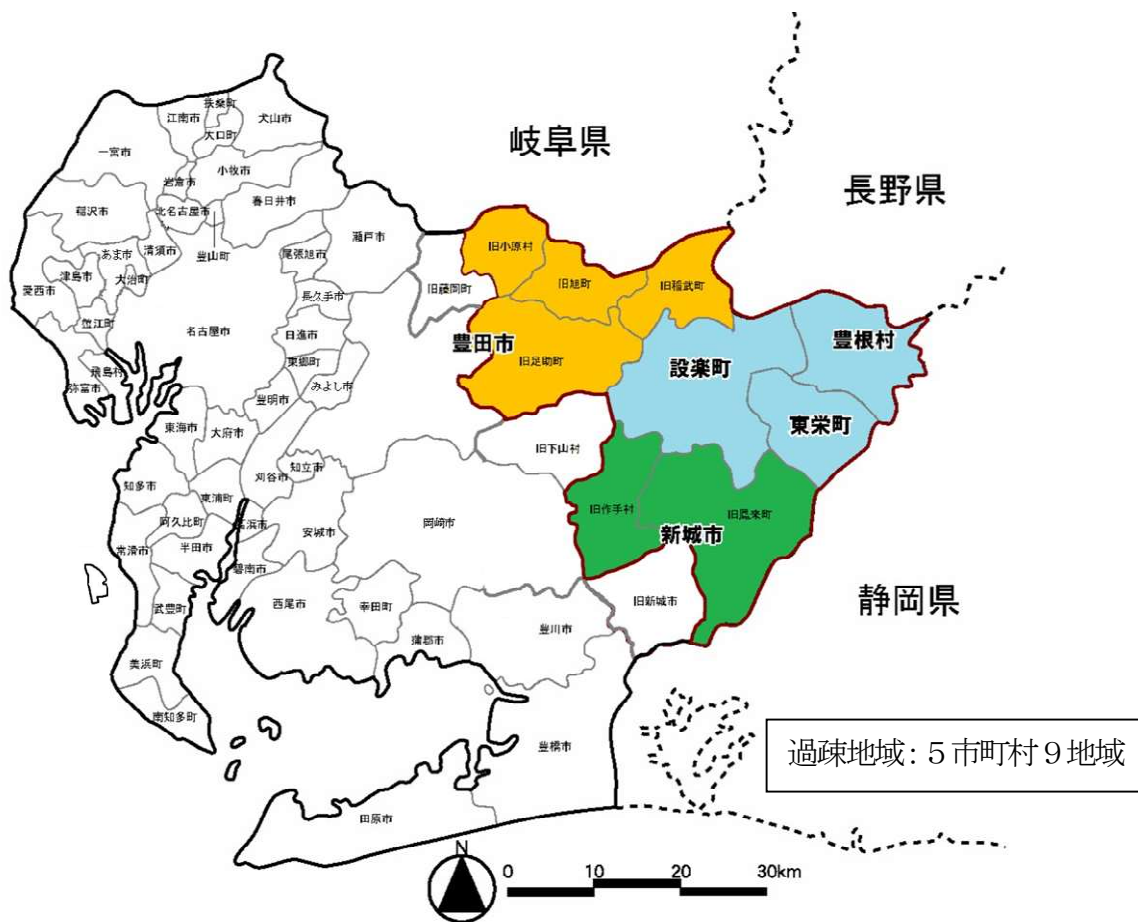 岐阜県
長野県
静岡県
扶桑町
江南市
犬山市
大口町
一宮市
小牧市
岩倉市
春日井市
稲沢市
北名古屋市
瀬戸市
豊山町
清須市
あま市
尾張旭市
津島市
大治町
愛西市
長久手市
蟹江町
名古屋市
日進市
東郷町
飛島村
みよし市
弥富市
豊明市
旧小原村
旧藤岡町
旧旭町
旧稲武町
豊田市
旧足助町
設楽町
豊根村
東栄町
東海市
大府市
旧下山村
知立市
刈谷市
知多市
東浦町
岡崎市
旧作手村
旧鳳来町
阿久比町
高浜市
安城市
新城市
常滑市
半田市
碧南市
西尾市
幸田町
旧新城市
武豊町
豊川市
蒲郡市
美浜町
南知多町
豊橋市
過疎地域:5市町村9地域
田原市
N
0 10 20 30km